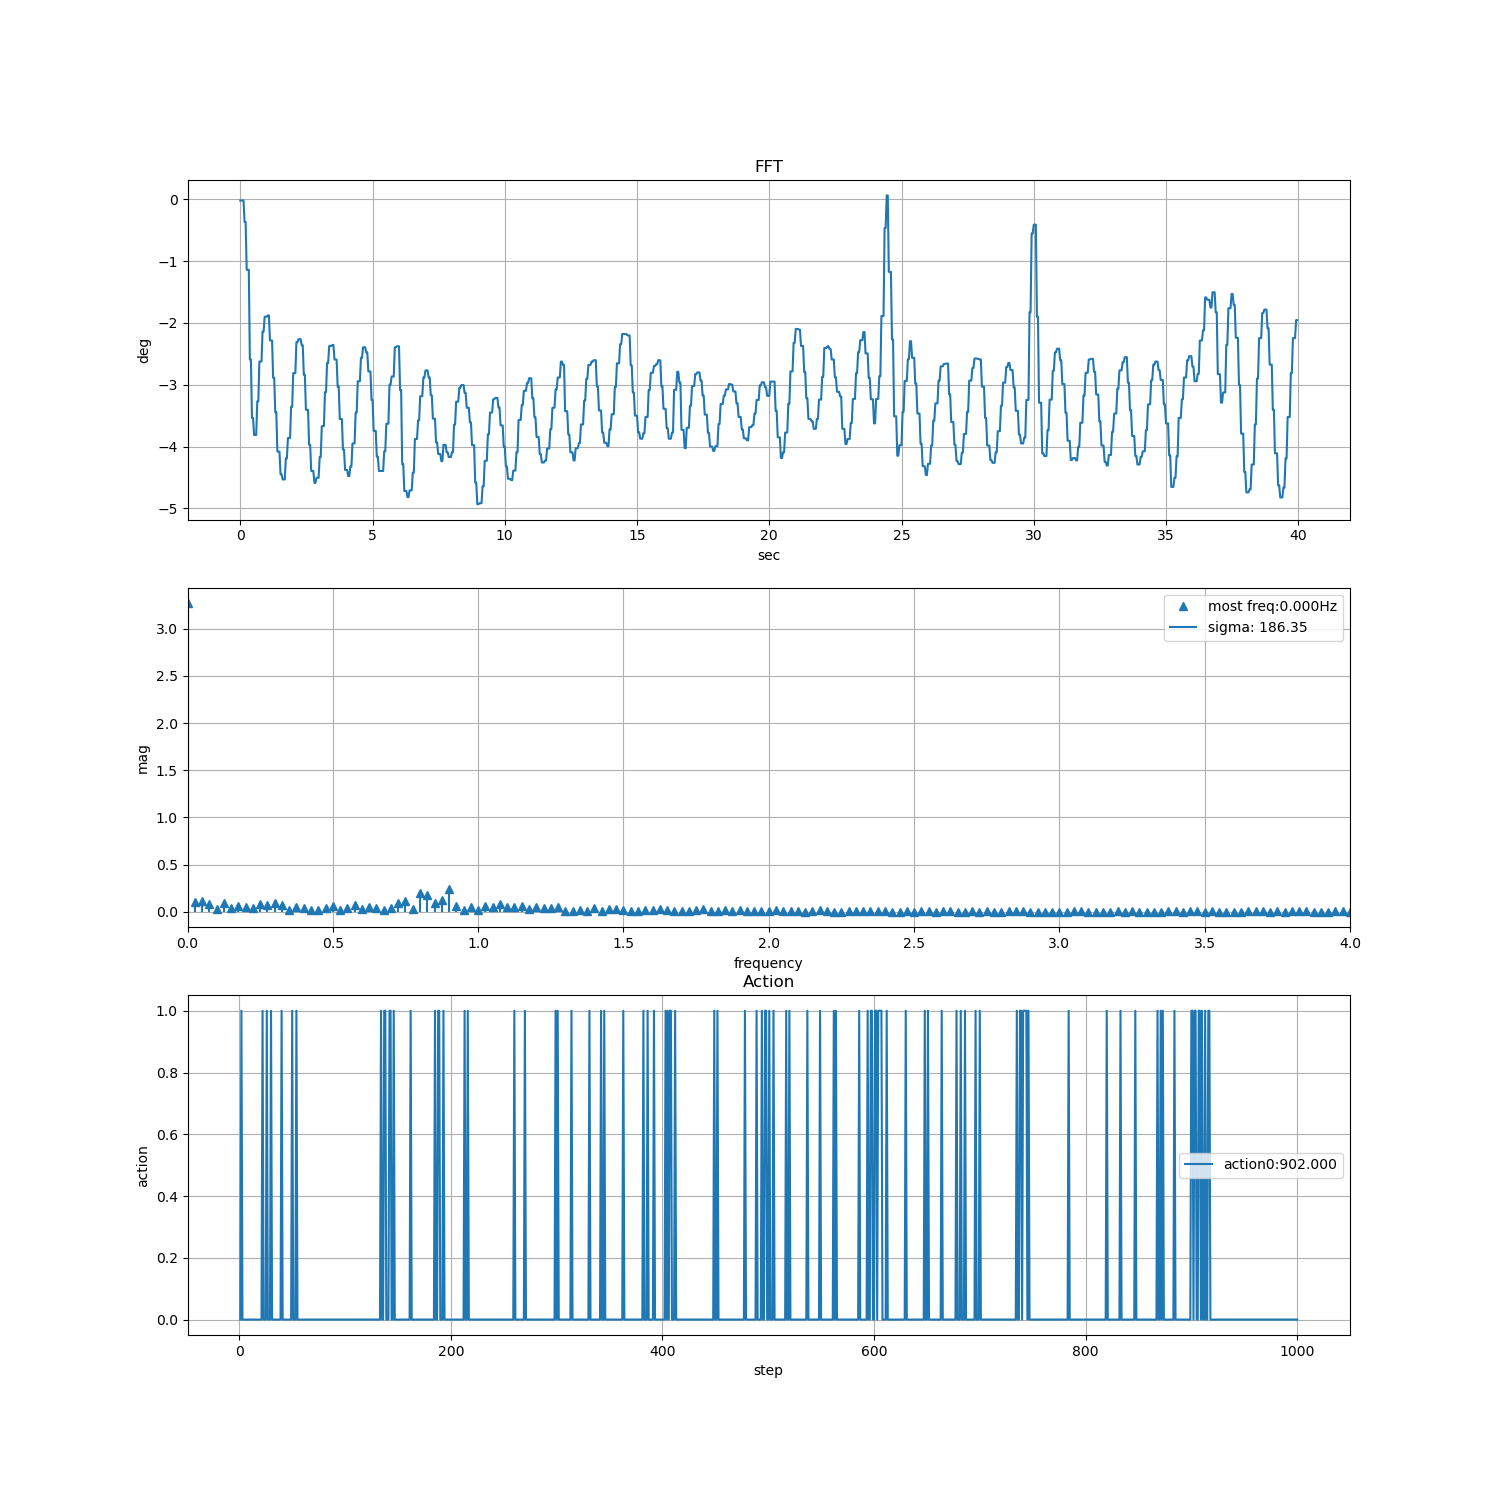 FFT
0
−1
−2
−3
−4
−5
deg
0 5 10 15 20 25 30 35 40
sec
most freq:0.000Hz
sigma: 186.35
3.0
2.5
2.0
1.5
1.0
0.5
0.0
mag
0.0 0.5 1.0 1.5 2.0 2.5 3.0 3.5 4.0
frequency
Action
1.0
0.8
0.6
0.4
0.2
0.0
action
action0:902.000
0 200 400 600 800 1000
step